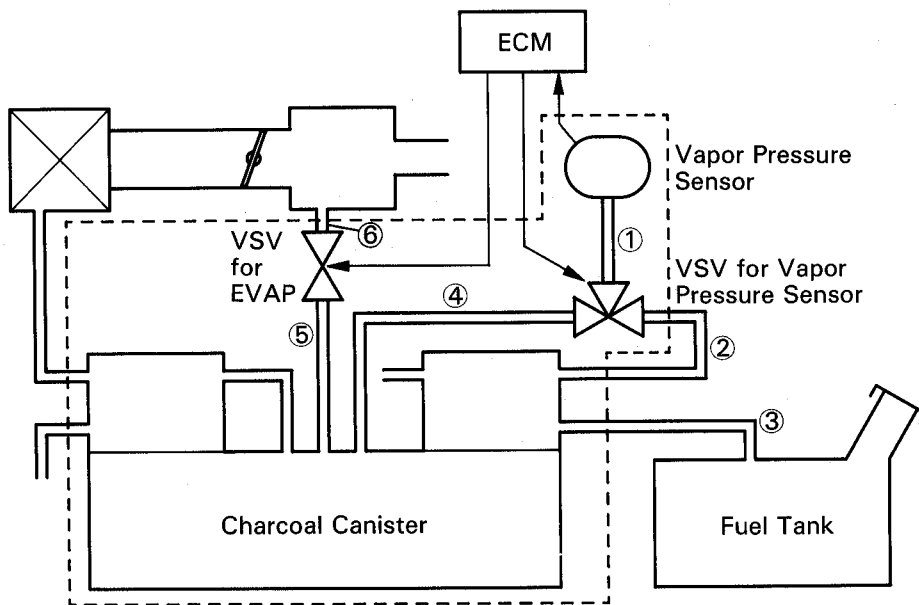 ECM
Vapor Pressure
Sensor
①
⑥
VSV
for
EVAP
VSV for Vapor
Pressure Sensor
④
⑤
②
③
Charcoal Canister
Fuel Tank